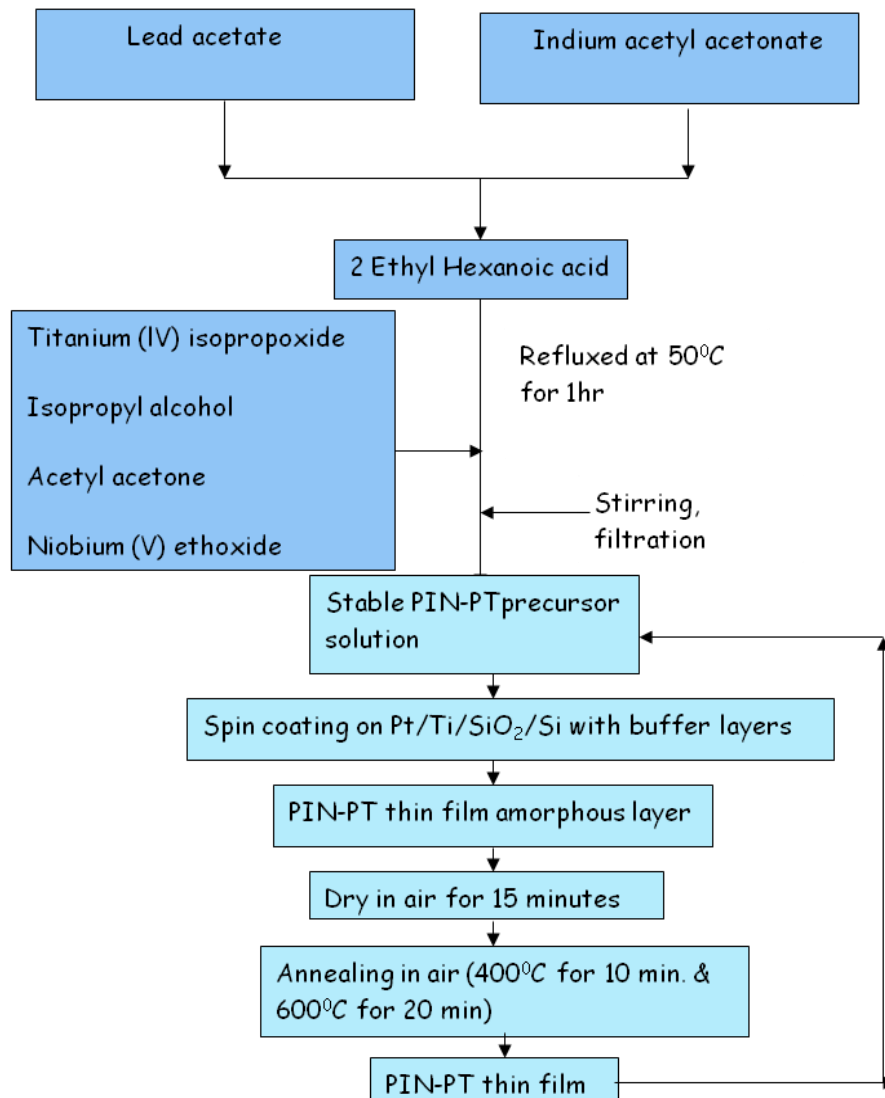 Lead acetate
Indium acetyl acetonate
2 Ethyl Hexanoic acid
Titanium (lV) isopropoxide
Isopropyl alcohol
Acetyl acetone
Niobium (V) ethoxide
Refluxed at 50⁰C
for 1hr
Stirring,
filtration
Stable PIN-PTprecursor
solution
Spin coating on Pt/Ti/SiO₂/Si with buffer layers
PIN-PT thin film amorphous layer
Dry in air for 15 minutes
Annealing in air (400⁰C for 10 min. &
600⁰C for 20 min)
PIN-PT thin film